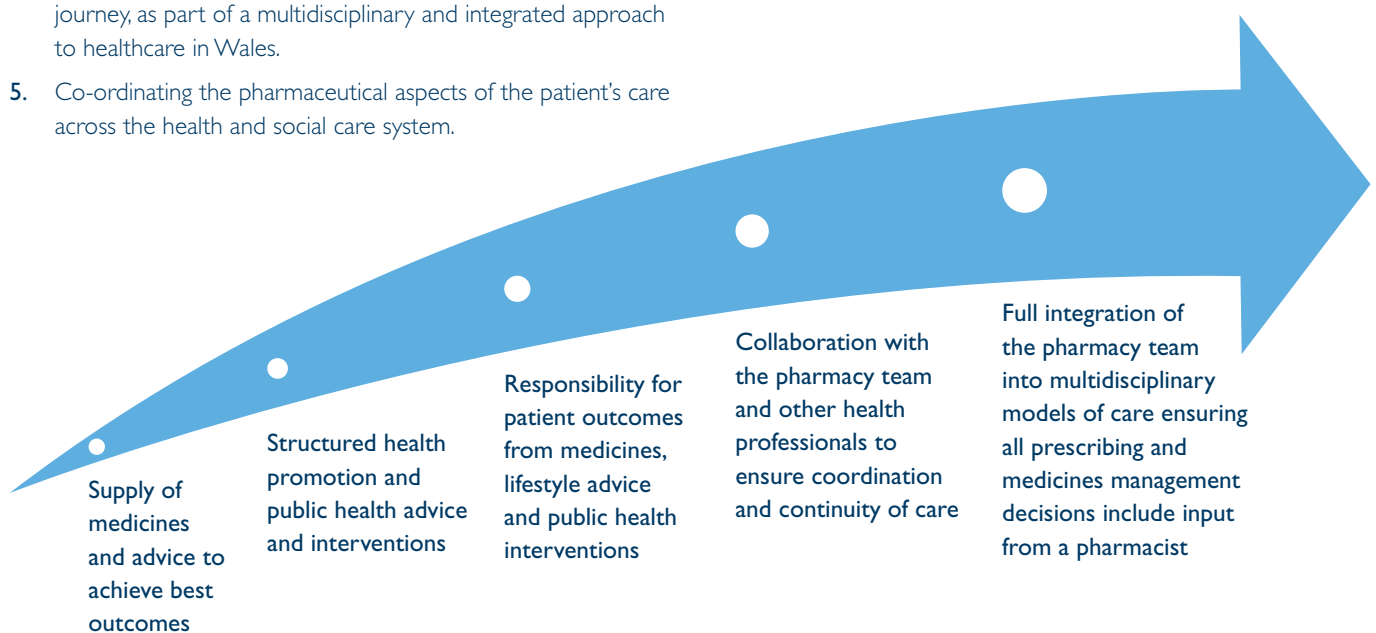 journey, as part of a multidisciplinary and integrated approach
to healthcare in Wales.
5. Co-ordinating the pharmaceutical aspects of the patient’s care
across the health and social care system.
Supply of
medicines
and advice to
achieve best
outcomes
Structured health
promotion and
public health advice
and interventions
Responsibility for
patient outcomes
from medicines,
lifestyle advice
and public health
interventions
Collaboration with
the pharmacy team
and other health
professionals to
ensure coordination
and continuity of care
Full integration of
the pharmacy team
into multidisciplinary
models of care ensuring
all prescribing and
medicines management
decisions include input
from a pharmacist